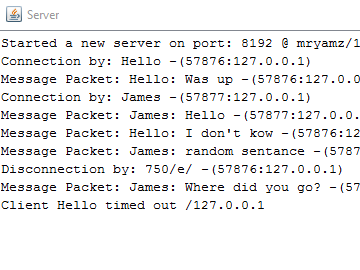 Server
Started a new server on port: 8192 @ mryamz/1
Connection by: Hello -(57876:127.0.0.1)
Message Packet: Hello: Was up -(57876:127.0.0
Connection by: James -(57877:127.0.0.1)
Message Packet: James: Hello -(57877:127.0.0.
Message Packet: Hello: I don't kow -(57876:12
Message Packet: James: random sentance -(5787
Disconnection by: 750/e/ -(57876:127.0.0.1)
Message Packet: James: Where did you go? -(57
Client Hello timed out /127.0.0.1